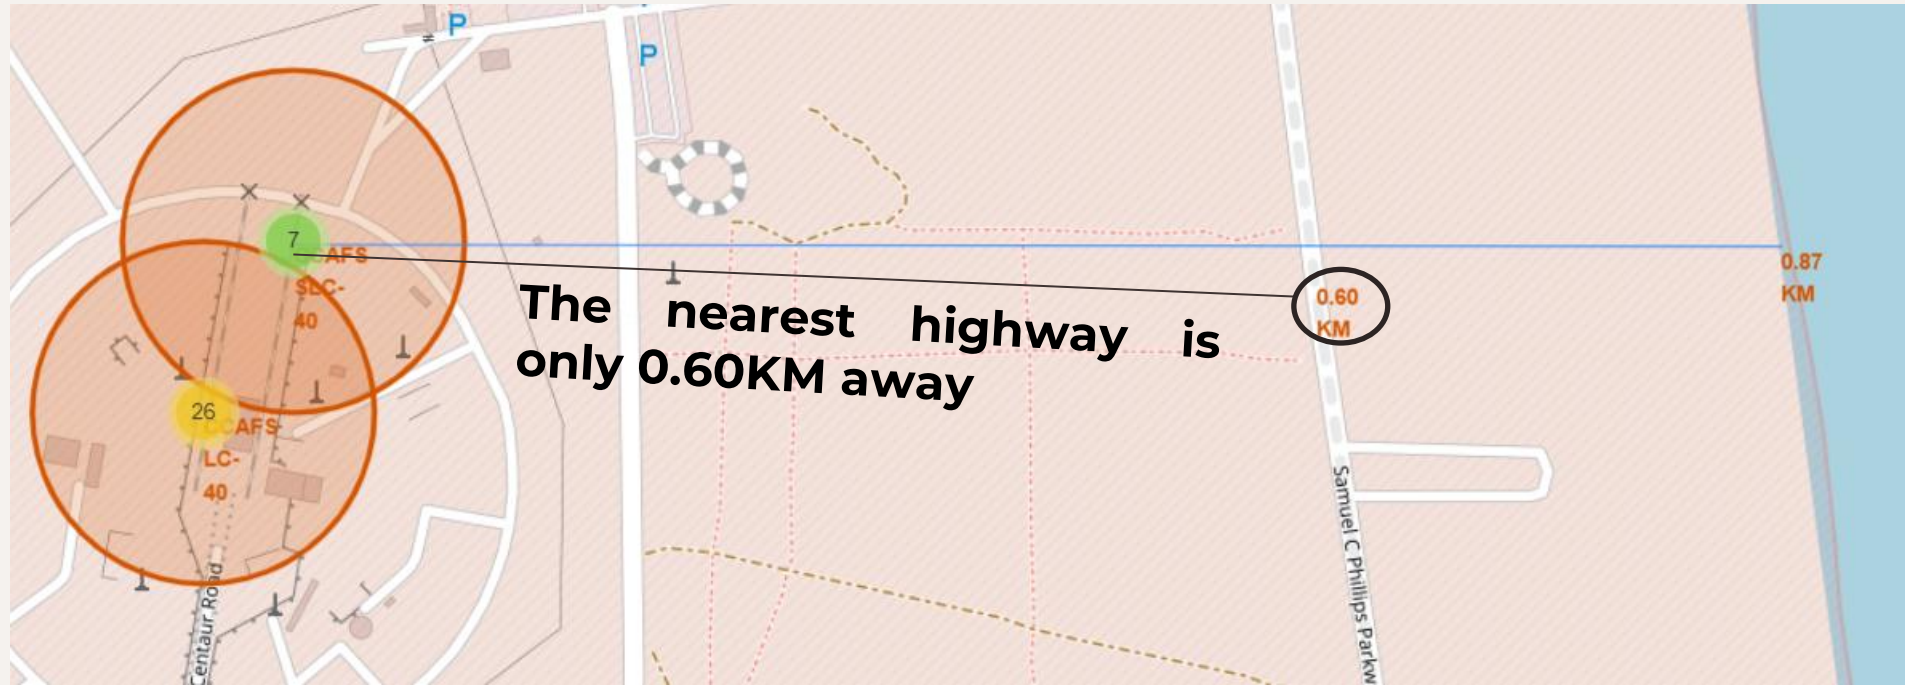 P
P
7
CCAFS
SLC-
40
0.87
KM
0.60
KM
The nearest highway is
only 0.60KM away
26
CCAFS
LC-
40
Samuel C Phillips Parkw
Centaur Road